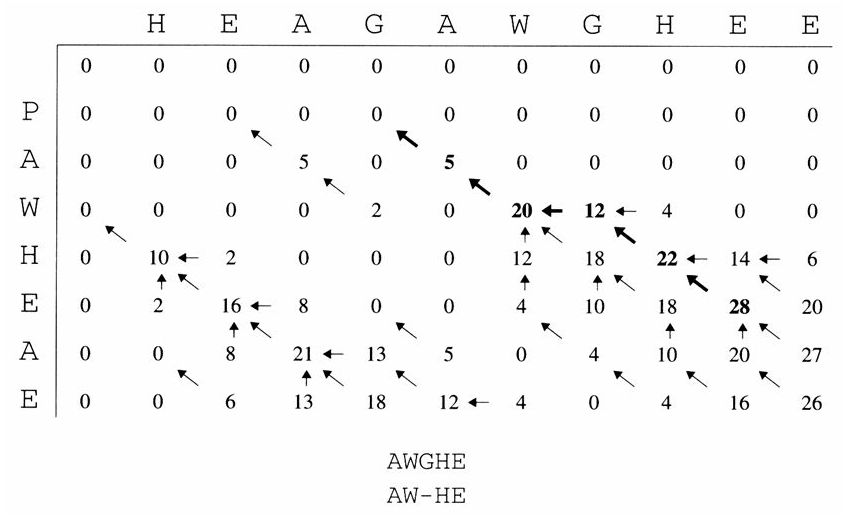 H E A G A W G H E E
0 0 0 0 0 0 0 0 0 0 0
P 0 0 0 0 0 0 0 0 0 0 0
A 0 0 0 5 0 5 0 0 0 0 0
W 0 0 0 0 2 0 20 12 4 0 0
H 0 10 2 0 0 0 12 18 22 14 6
E 0 2 16 8 0 0 4 10 18 28 20
A 0 0 8 21 13 5 0 4 10 20 27
E 0 0 6 13 18 12 4 0 4 16 26
AWGHE
AW-HE